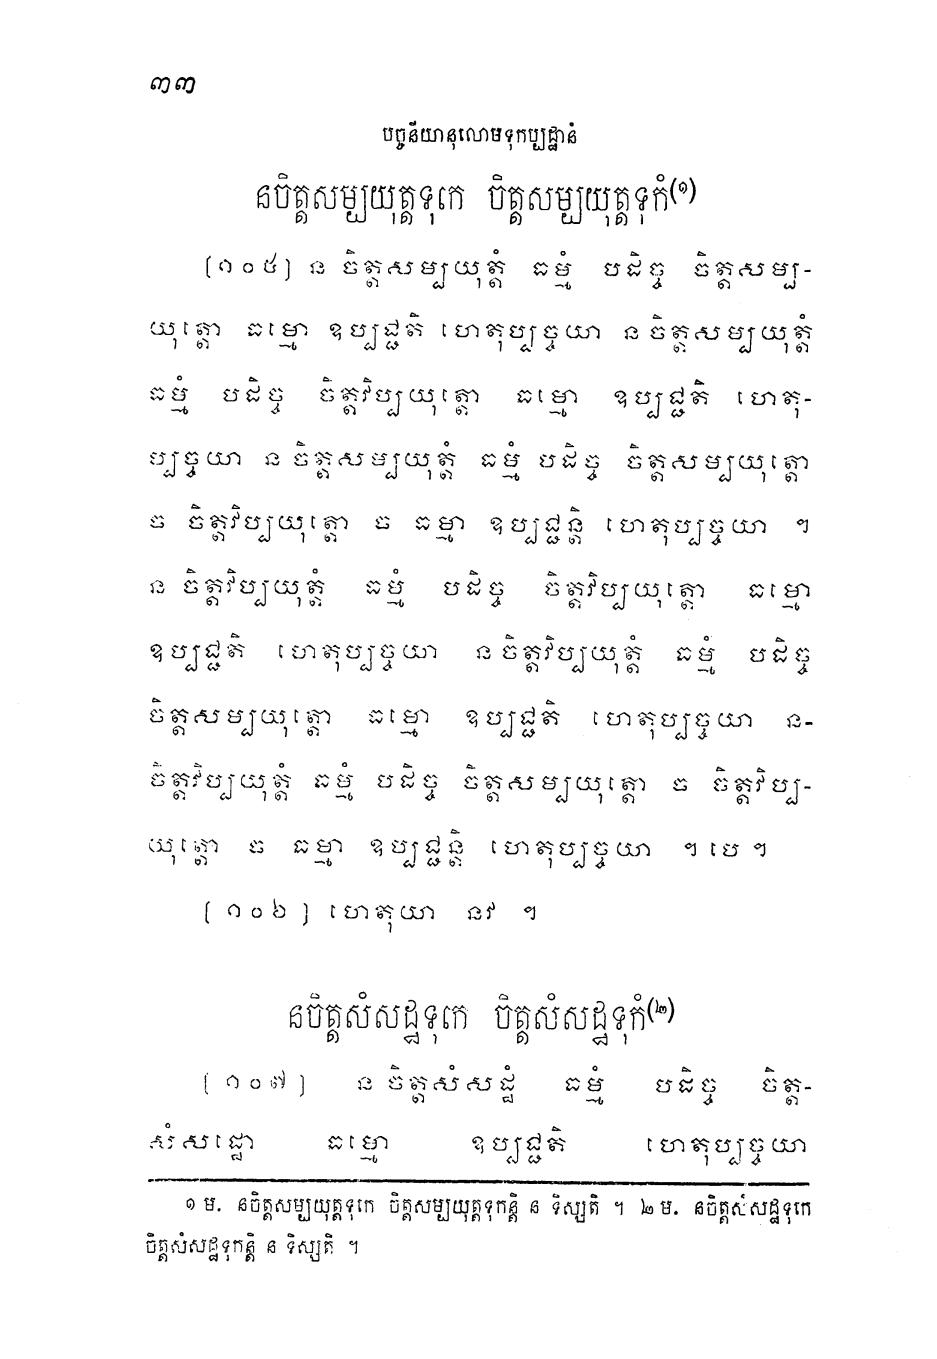 ៣៣
បច្ចនីយានុលោមទុកប្បដ្ឋានំ
នចិត្តសម្បយុត្តទុកេ ចិត្តសម្បយុត្តទុកំ(១)
[១០៥] ន ចិត្តសម្បយុត្តំ ធម្មំ បដិច្ច ចិត្តសម្ប-
យុត្តោ ធម្មោ ឧប្បជ្ជតិ ហេតុប្បច្ចយា ន ចិត្តសម្បយុត្តំ
ធម្មំ បដិច្ច ចិត្តវិប្បយុត្តោ ធម្មោ ឧប្បជ្ជតិ ហេតុ-
ប្បច្ចយា ន ចិត្តសម្បយុត្តំ ធម្មំ បដិច្ច ចិត្តសម្បយុត្តោ
ច ចិត្តវិប្បយុត្តោ ច ធម្មា ឧប្បជ្ជន្តិ ហេតុប្បច្ចយា ។
ន ចិត្តវិប្បយុត្តំ ធម្មំ បដិច្ច ចិត្តវិប្បយុត្តោ ធម្មោ
ឧប្បជ្ជតិ ហេតុប្បច្ចយា ន ចិត្តវិប្បយុត្តំ ធម្មំ បដិច្ច
ចិត្តសម្បយុត្តោ ធម្មោ ឧប្បជ្ជតិ ហេតុប្បច្ចយា ន-
ចិត្តវិប្បយុត្តំ ធម្មំ បដិច្ច ចិត្តសម្បយុត្តោ ច ចិត្តវិប្ប-
យុត្តោ ច ធម្មា ឧប្បជ្ជន្តិ ហេតុប្បច្ចយា ។ បេ ។
[១០៦] ហេតុយា នវ ។
នចិត្តសំសដ្ឋទុកេ ចិត្តសំសដ្ឋទុកំ(២)
[១០៧] ន ចិត្តសំសដ្ឋំ ធម្មំ បដិច្ច ចិត្ត-
សំសដ្ឋោ ធម្មោ ឧប្បជ្ជតិ ហេតុប្បច្ចយា
១ ម. នចិត្តសម្បយុត្តទុកេ ចិត្តសម្បយុត្តទុកន្តិ ន ទិស្សតិ ។ ២ ម. នចិត្តសំសដ្ឋទុកេ
ចិត្តសំសដ្ឋទុកន្តិ ន ទិស្សតិ ។